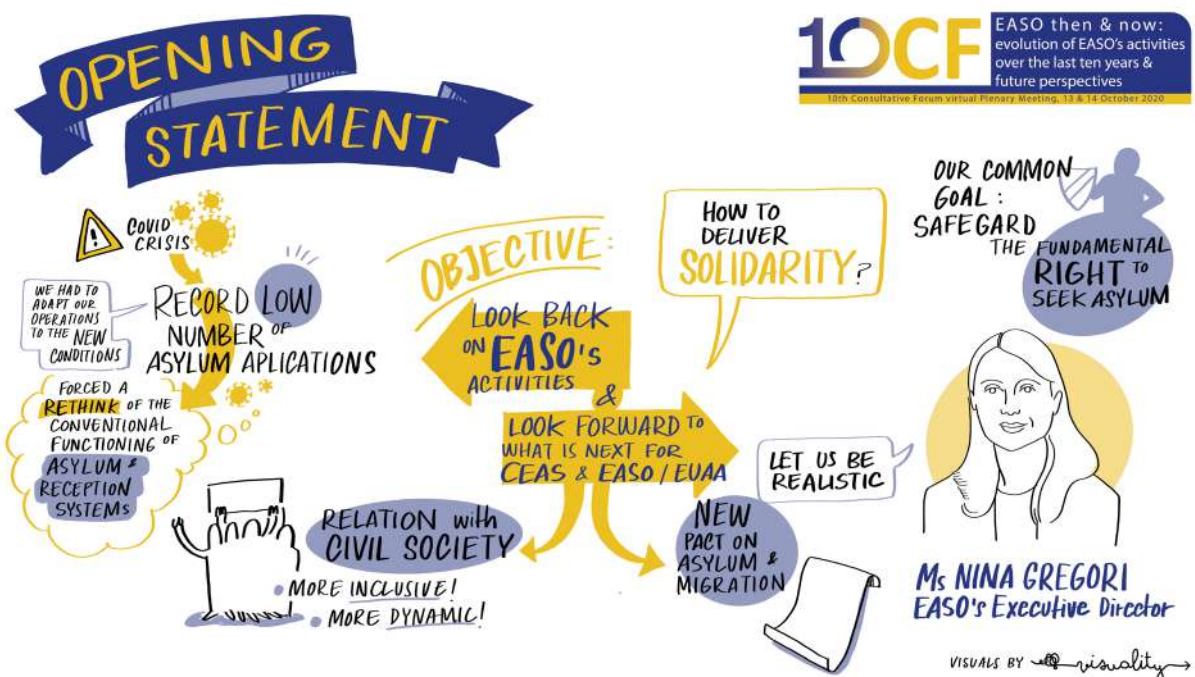 OPENING
STATEMENT
10CF
EASO then & now:
evolution of EASO's activities
over the last ten years &
future perspectives
10th Consultative Forum virtual Plenary Meeting, 13 & 14 October 2020
COVID
CRISIS
WE HAD TO
ADAPT OUR
OPERATIONS
TO THE NEW
CONDITIONS
RECORD LOW
NUMBER OF
ASYLUM APLICATIONS
FORCED A
RETHINK OF THE
CONVENTIONAL
FUNCTIONING OF
ASYLUM &
RECEPTION
SYSTEMS
OBJECTIVE:
LOOK BACK
ON EASO's
ACTIVITIES
&
LOOK FORWARD TO
WHAT IS NEXT FOR
CEAS & EASO/EUAA
RELATION with
CIVIL SOCIETY
MORE INCLUSIVE!
MORE DYNAMIC!
NEW
PACT ON
ASYLUM &
MIGRATION
HOW TO
DELIVER
SOLIDARITY?
OUR COMMON
GOAL:
SAFEGARD
THE FUNDAMENTAL
RIGHT TO
SEEK ASYLUM
LET US BE
REALISTIC
Ms NINA GREGORI
EASO's Executive Director
VISUALS BY visuality